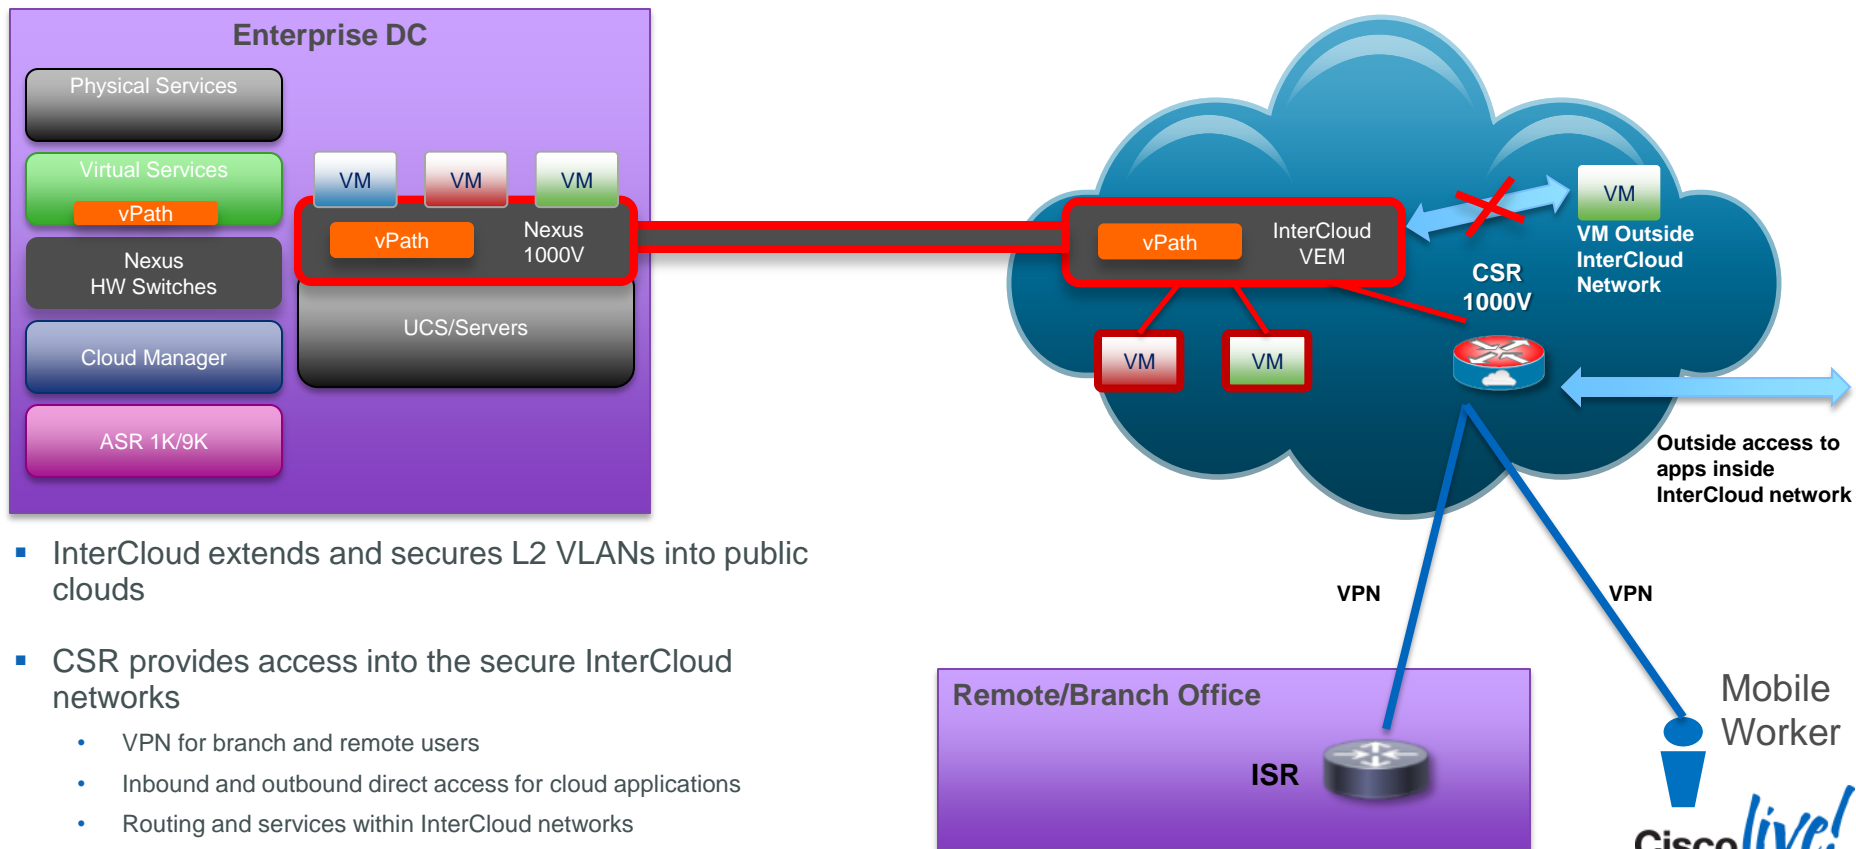 Enterprise DC
Physical Services
Virtual Services
vPath
Nexus
HW Switches
Cloud Manager
ASR 1K/9K
VM
VM
VM
vPath
Nexus
1000V
UCS/Servers
vPath
InterCloud
VEM
VM
VM
CSR
1000V
VM
VM Outside
InterCloud
Network
Outside access to
apps inside
InterCloud network
InterCloud extends and secures L2 VLANs into public
clouds
CSR provides access into the secure InterCloud
networks
VPN for branch and remote users
Inbound and outbound direct access for cloud applications
Routing and services within InterCloud networks
VPN
VPN
Remote/Branch Office
ISR
Mobile
Worker
Cisco live!